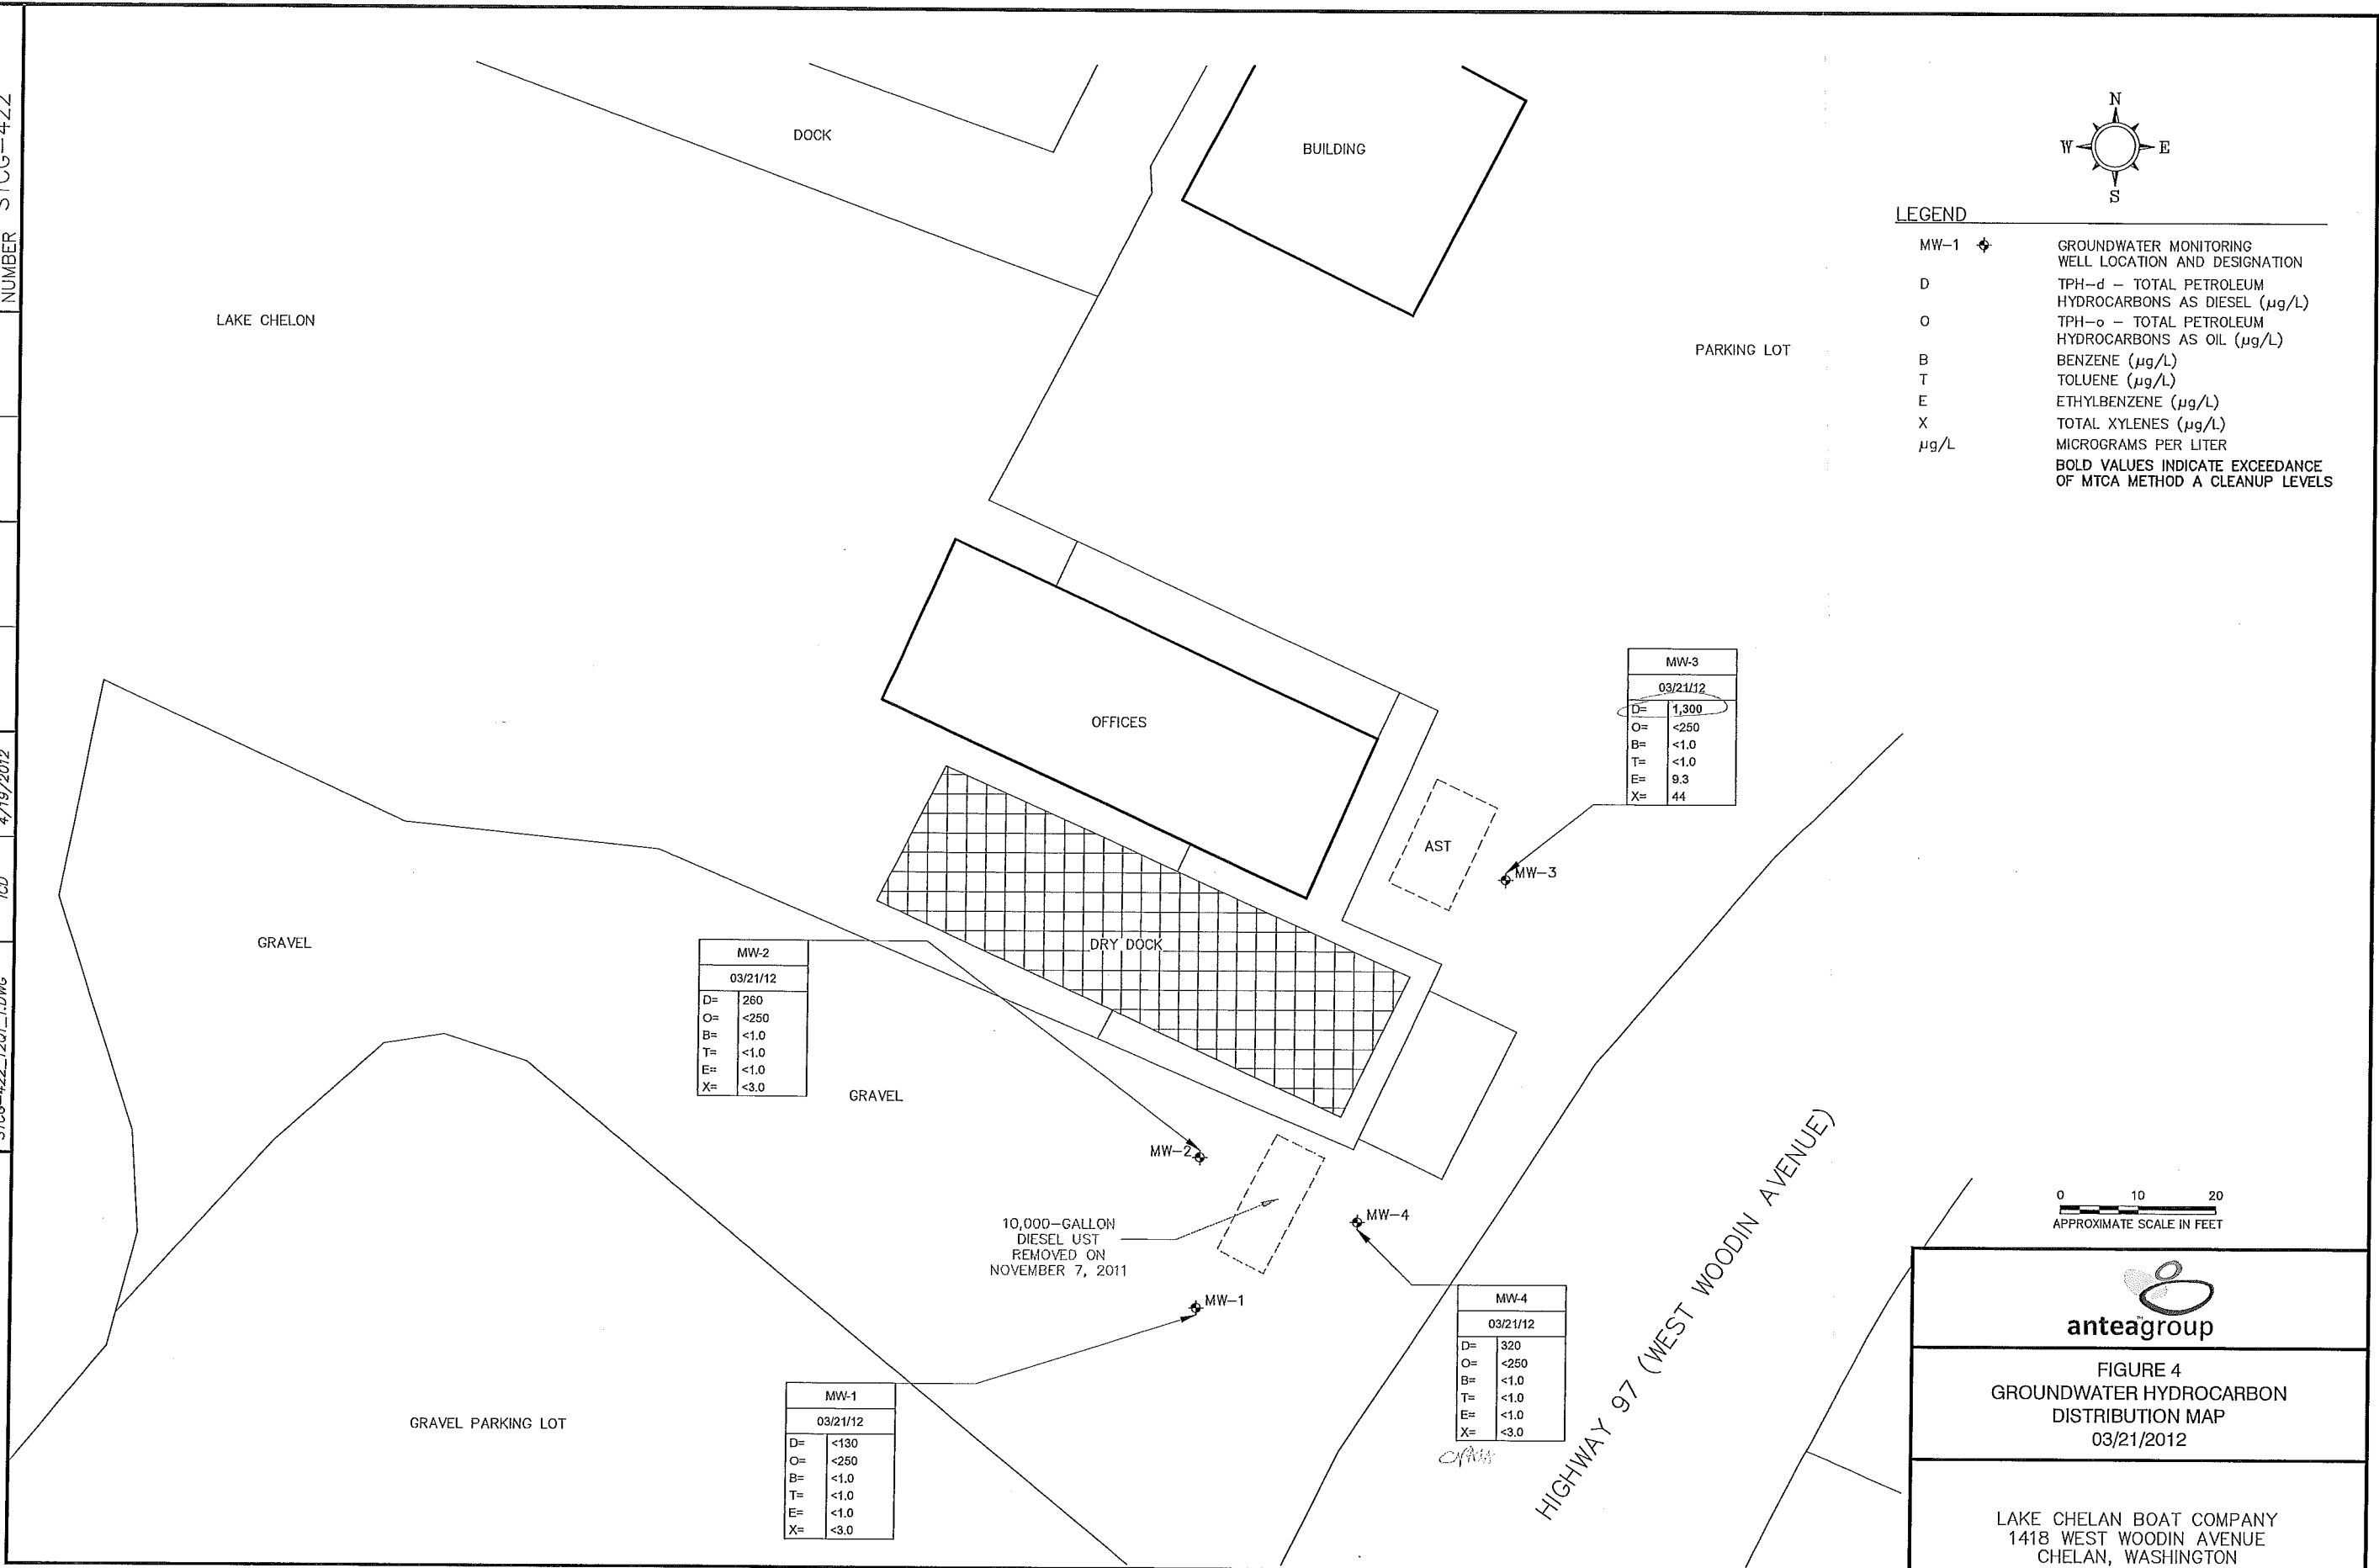 NUMBER STCG-422
4/19/2012
DOCK
BUILDING
LAKE CHELON
PARKING LOT
N
W E
S
LEGEND
MW-1 GROUNDWATER MONITORING
WELL LOCATION AND DESIGNATION
D TPH-d - TOTAL PETROLEUM
HYDROCARBONS AS DIESEL (µg/L)
O TPH-o - TOTAL PETROLEUM
HYDROCARBONS AS OIL (µg/L)
B BENZENE (µg/L)
T TOLUENE (µg/L)
E ETHYLBENZENE (µg/L)
X TOTAL XYLENES (µg/L)
µg/L MICROGRAMS PER LITER
BOLD VALUES INDICATE EXCEEDANCE
OF MTCA METHOD A CLEANUP LEVELS
MW-3
03/21/12
D= 1,300
O= <250
B= <1.0
T= <1.0
E= 9.3
X= 44
OFFICES
AST
MW-3
GRAVEL
DRY DOCK
MW-2
03/21/12
D= 260
O= <250
B= <1.0
T= <1.0
E= <1.0
X= <3.0
GRAVEL
MW-2
10,000-GALLON
DIESEL UST
REMOVED ON
NOVEMBER 7, 2011
MW-4
MW-1
MW-4
03/21/12
D= 320
O= <250
B= <1.0
T= <1.0
E= <1.0
X= <3.0
MW-1
03/21/12
D= <130
O= <250
B= <1.0
T= <1.0
E= <1.0
X= <3.0
GRAVEL PARKING LOT
HIGHWAY 97 (WEST WOODIN AVENUE)
0 10 20
APPROXIMATE SCALE IN FEET
anteagroup
FIGURE 4
GROUNDWATER HYDROCARBON
DISTRIBUTION MAP
03/21/2012
LAKE CHELAN BOAT COMPANY
1418 WEST WOODIN AVENUE
CHELAN, WASHINGTON